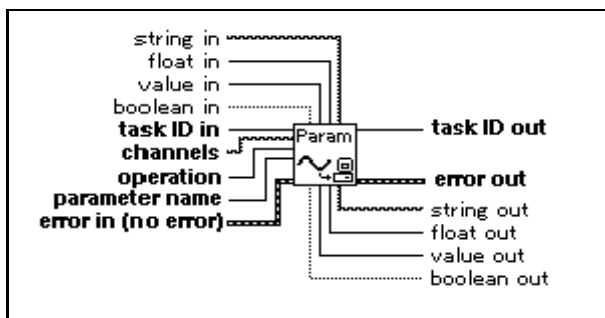 string in
float in
value in
boolean in
task ID in
channels
operation
parameter name
error in (no error)
Param
task ID out
error out
string out
float out
value out
boolean out